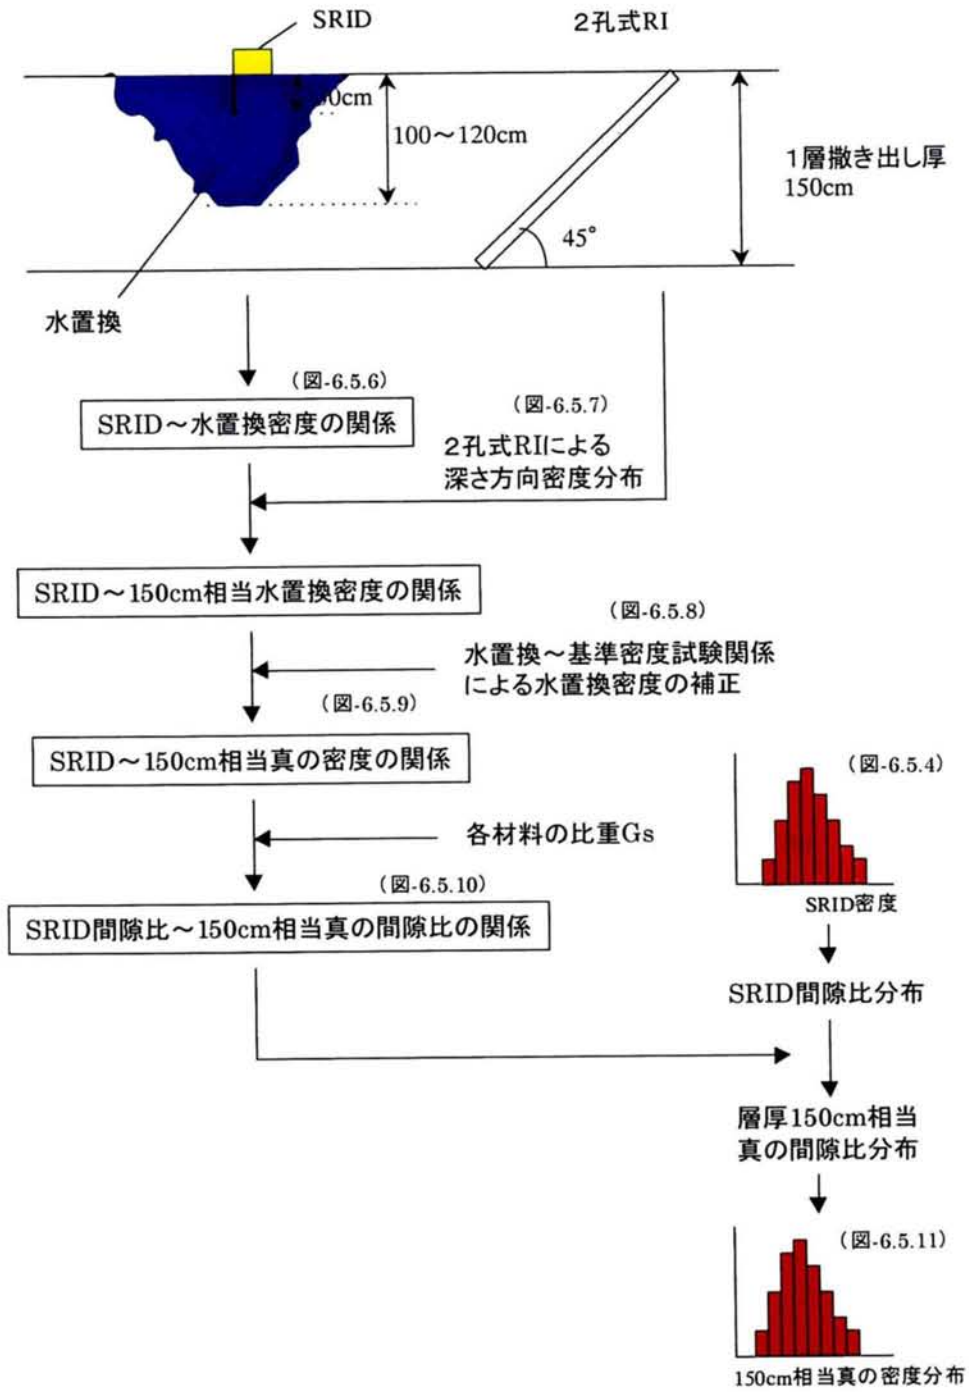 SRID
2孔式RI
0cm
100～120cm
1層撒き出し厚
150cm
45°
水置換
(図-6.5.6)
SRID～水置換密度の関係
(図-6.5.7)
2孔式RIによる
深さ方向密度分布
SRID～150cm相当水置換密度の関係
(図-6.5.8)
水置換～基準密度試験関係
による水置換密度の補正
(図-6.5.9)
SRID～150cm相当真の密度の関係
(図-6.5.4)
各材料の比重Gs
(図-6.5.10)
SRID密度
SRID間隙比～150cm相当真の間隙比の関係
SRID間隙比分布
層厚150cm相当
真の間隙比分布
(図-6.5.11)
150cm相当真の密度分布